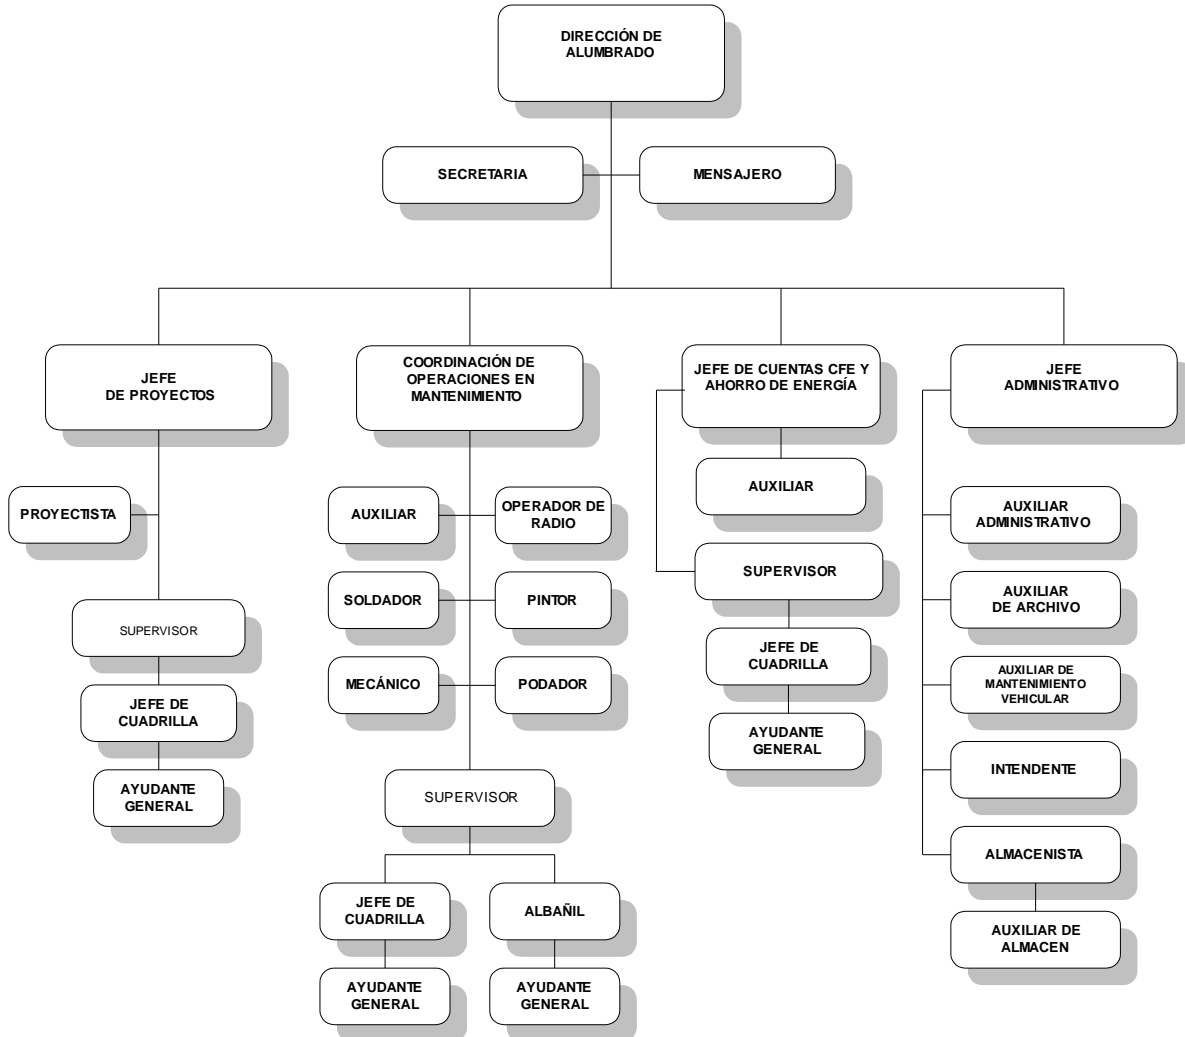 DIRECCIÓN DE
ALUMBRADO
SECRETARIA
MENSAJERO
JEFE
DE PROYECTOS
COORDINACIÓN DE
OPERACIONES EN
MANTENIMIENTO
JEFE DE CUENTAS CFE Y
AHORRO DE ENERGÍA
JEFE
ADMINISTRATIVO
PROYECTISTA
SUPERVISOR
JEFE DE
CUADRILLA
AYUDANTE
GENERAL
AUXILIAR
OPERADOR DE
RADIO
SOLDADOR
PINTOR
MECÁNICO
PODADOR
SUPERVISOR
JEFE DE
CUADRILLA
ALBAÑIL
AYUDANTE
GENERAL
AYUDANTE
GENERAL
AUXILIAR
SUPERVISOR
JEFE DE
CUADRILLA
AYUDANTE
GENERAL
AUXILIAR
ADMINISTRATIVO
AUXILIAR
DE ARCHIVO
AUXILIAR DE
MANTENIMIENTO
VEHICULAR
INTENDENTE
ALMACENISTA
AUXILIAR DE
ALMACEN